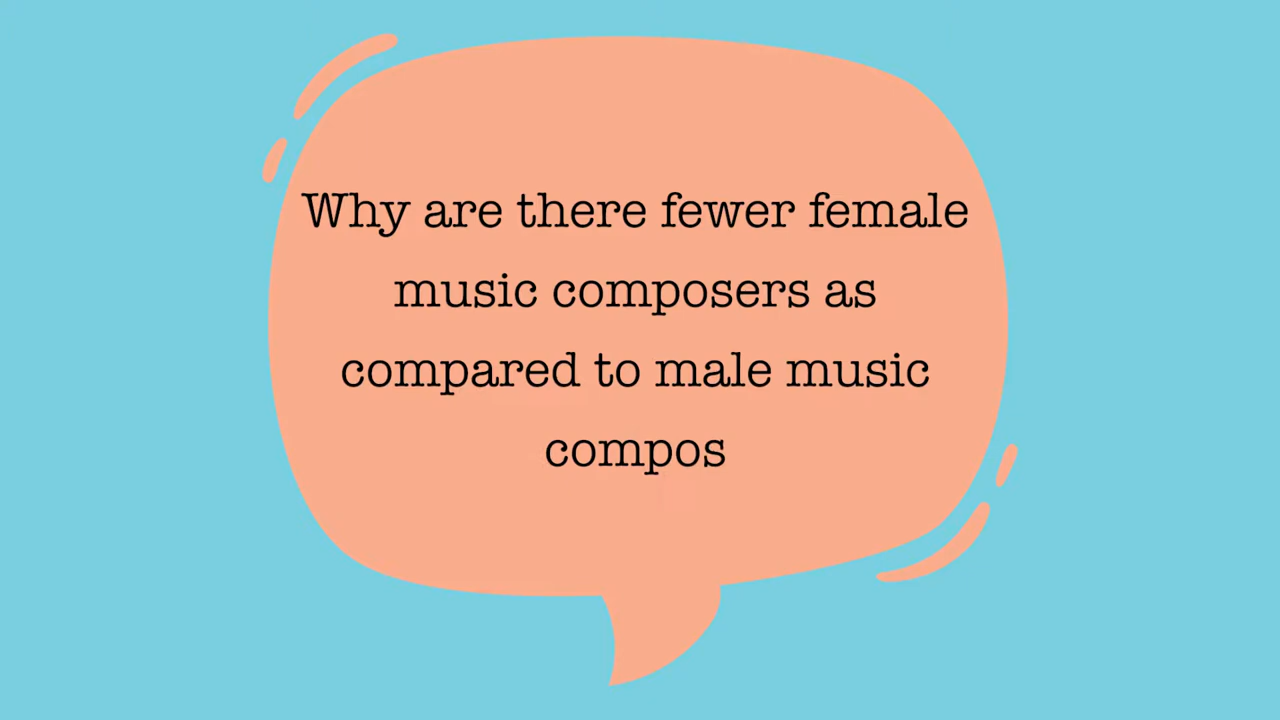 Why are there fewer female
music composers as
compared to male music
compos